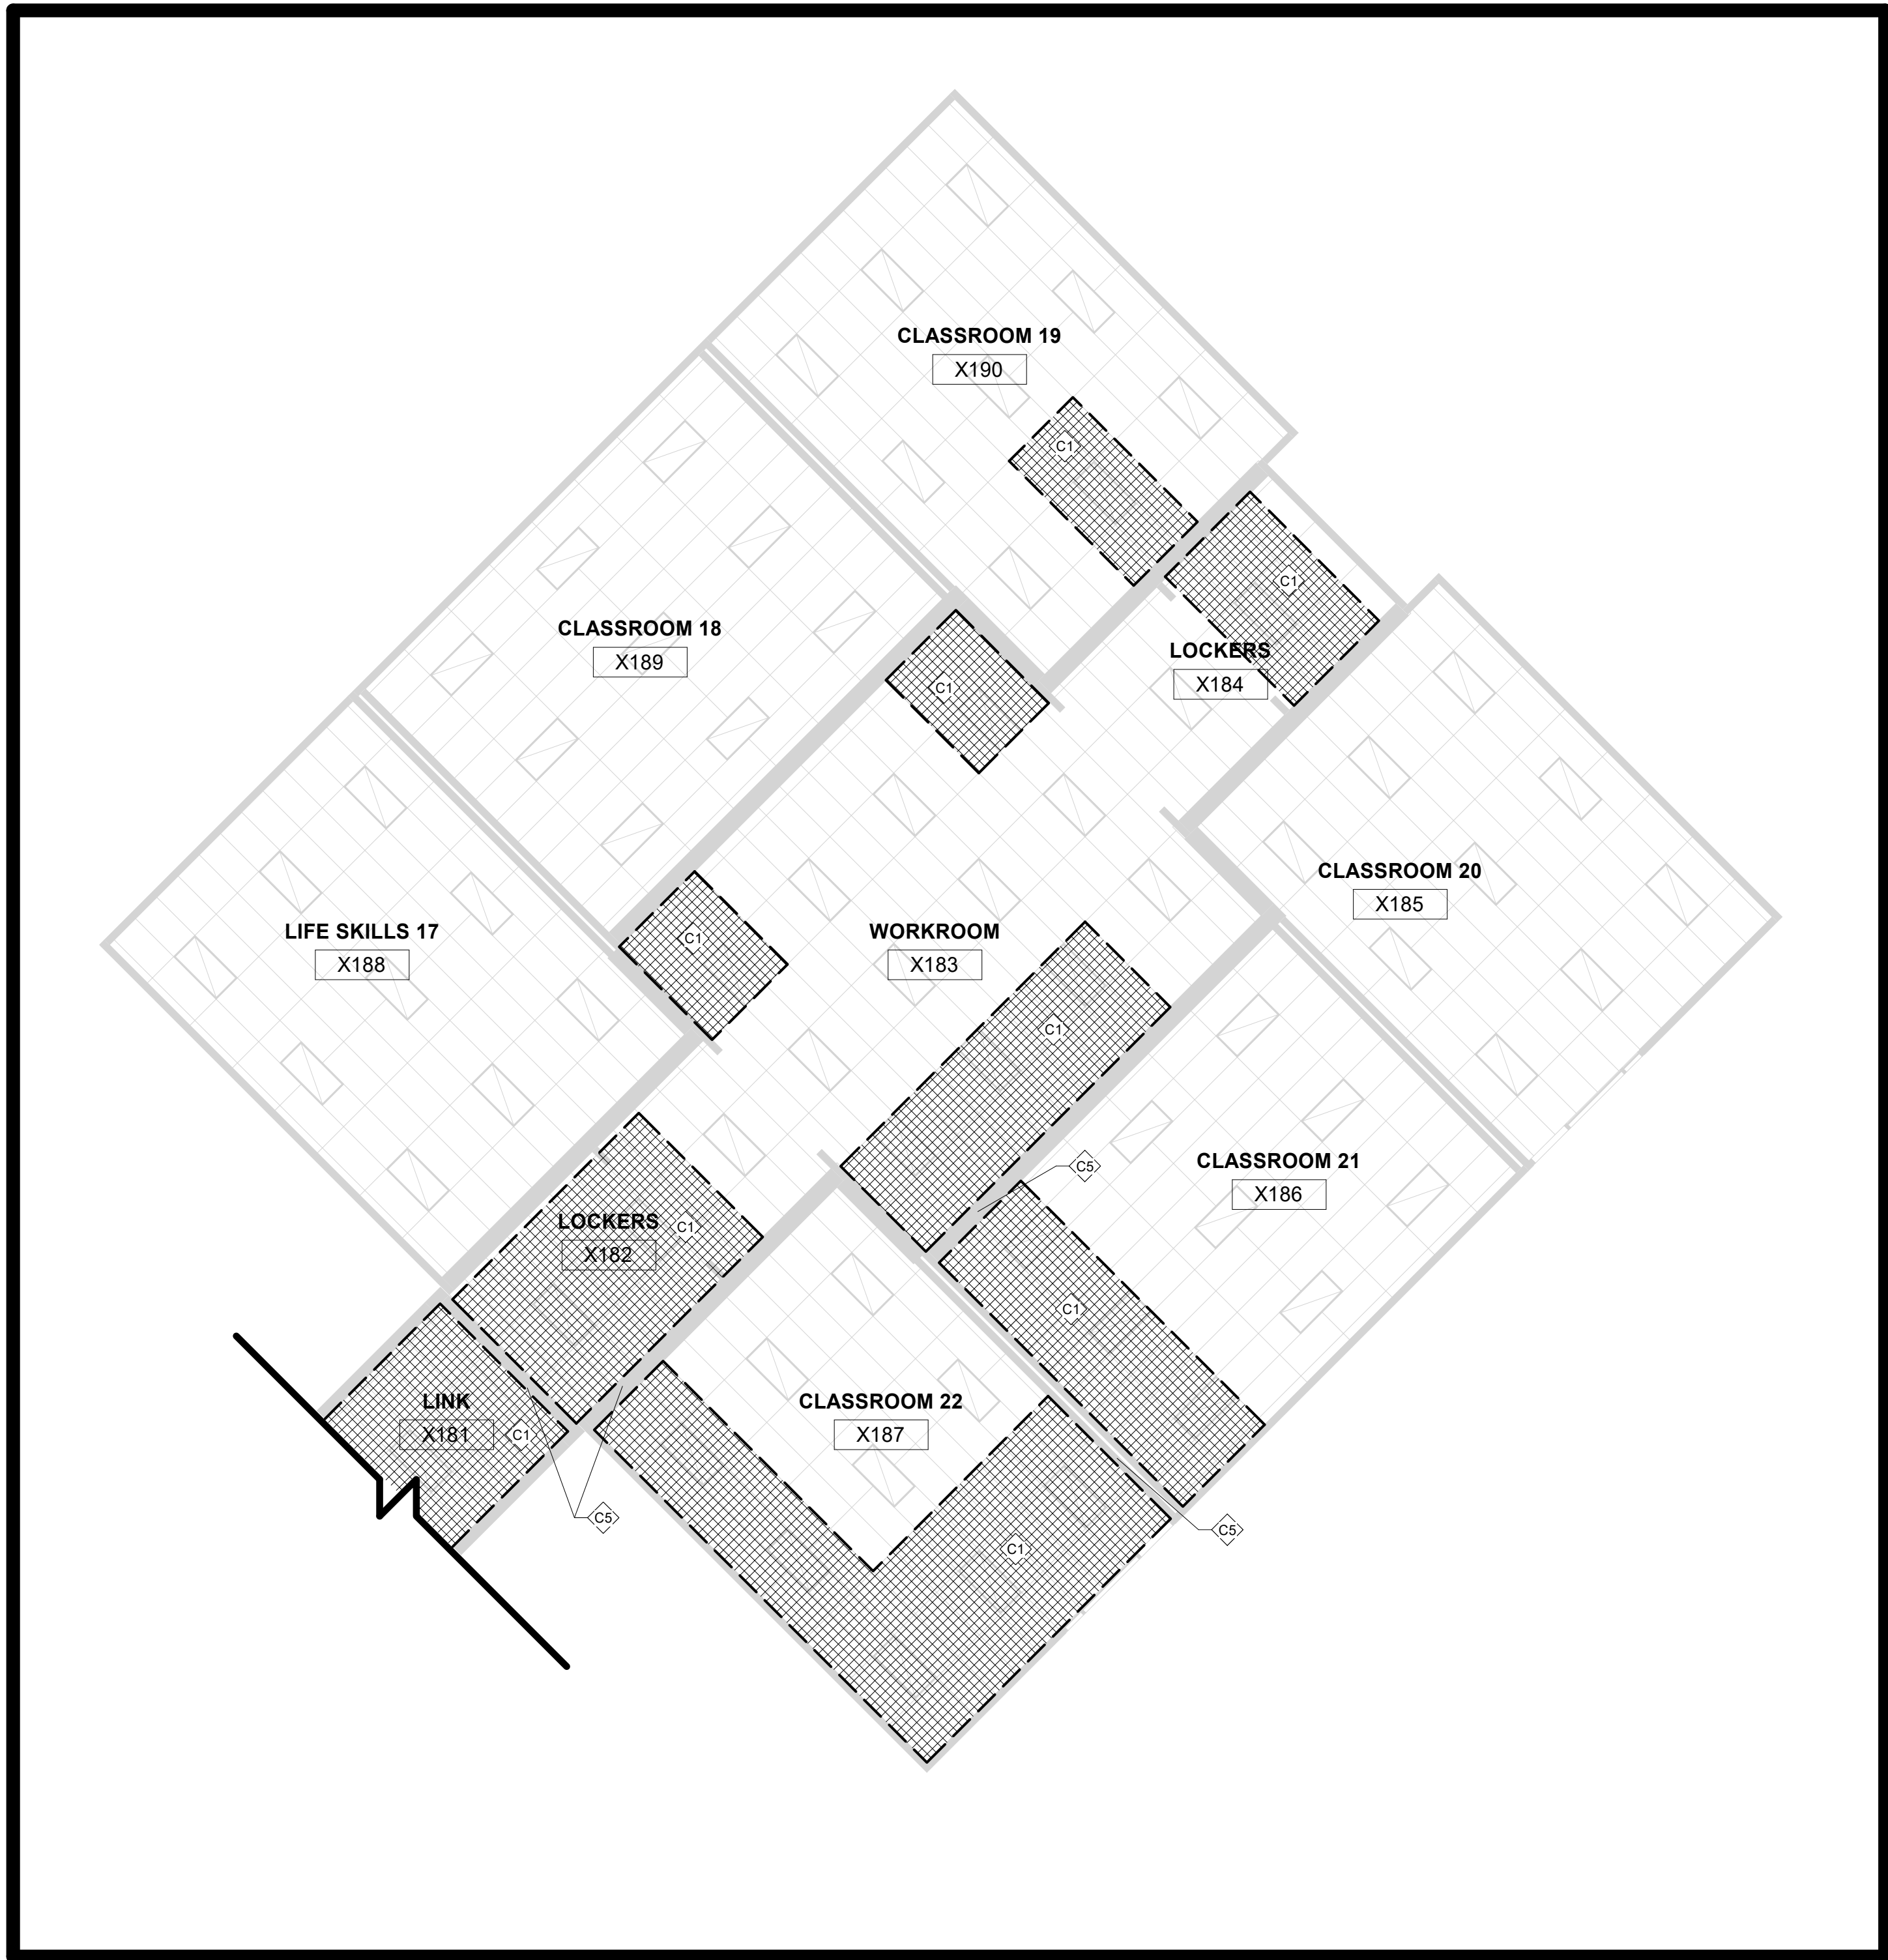 CLASSROOM 19
X190
C1
C1
CLASSROOM 18
X189
LOCKERS
X184
C1
CLASSROOM 20
X185
LIFE SKILLS 17
X188
C1
WORKROOM
X183
C1
C5
CLASSROOM 21
X186
LOCKERS
X182
C1
C1
LINK
X181
C1
CLASSROOM 22
X187
C5
C5
C1